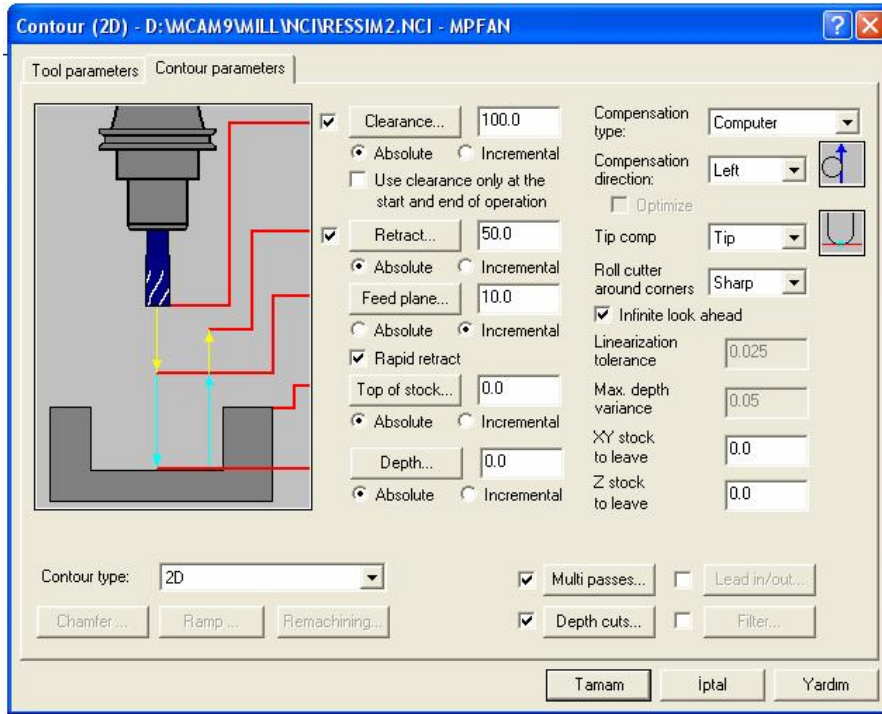 Contour (2D) - D:\MCAM9\MILL\NCI\RESSIM2.NCI - MPFAN
Tool parameters Contour parameters
Clearance... 100.0
Absolute Incremental
Use clearance only at the
start and end of operation
Retract... 50.0
Absolute Incremental
Feed plane... 10.0
Absolute Incremental
Rapid retract
Top of stock... 0.0
Absolute Incremental
Depth... 0.0
Absolute Incremental
Compensation
type: Computer
Compensation
direction: Left
Optimize
Tip comp Tip
Roll cutter
around corners Sharp
Infinite look ahead
Linearization
tolerance 0.025
Max. depth
variance 0.05
XY stock
to leave 0.0
Z stock
to leave 0.0
Contour type: 2D
Chamfer ... Ramp ... Remachining...
Multi passes... Lead in/out...
Depth cuts... Filter...
Tamam İptal Yardım